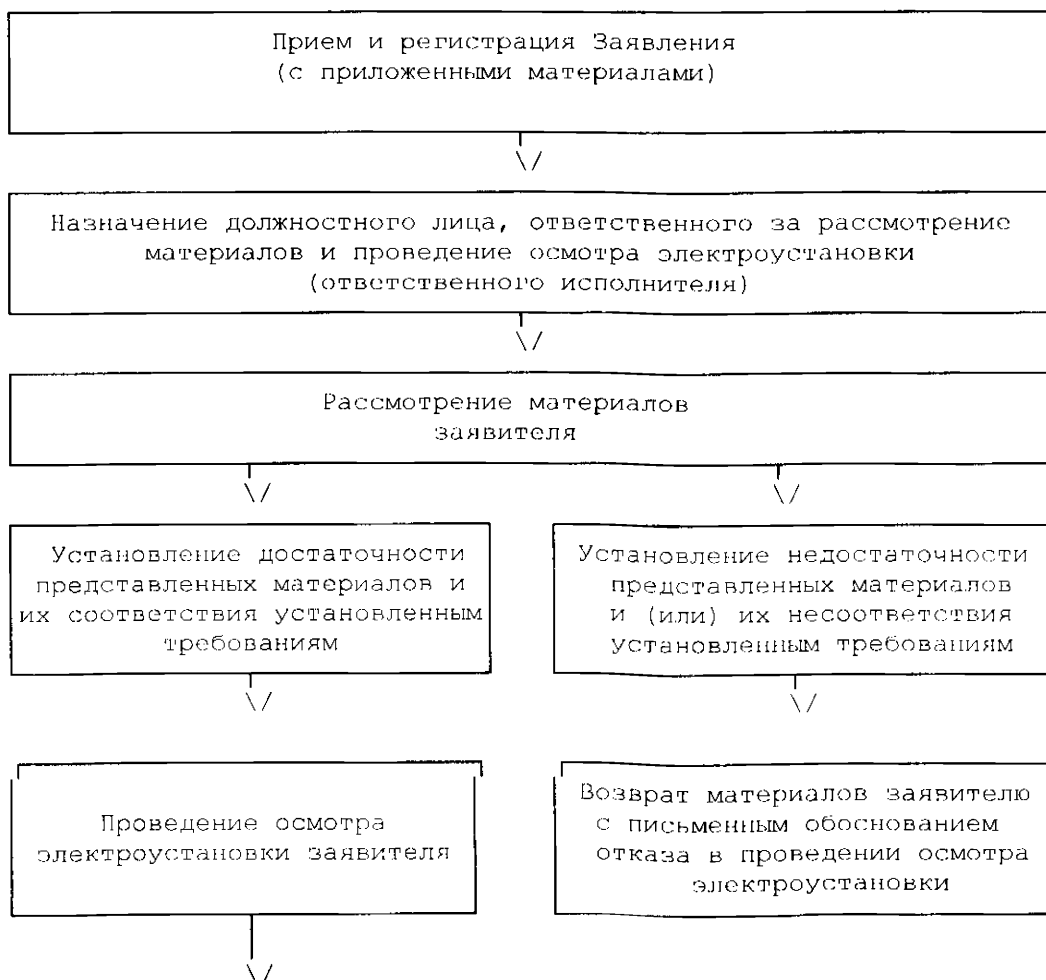 Прием и регистрация Заявления
(с приложенными материалами)
Назначение должностного лица, ответственного за рассмотрение
материалов и проведение осмотра электроустановки
(ответственного исполнителя)
Рассмотрение материалов
заявителя
Установление достаточности
представленных материалов и
их соответствия установленным
требованиям
Установление недостаточности
представленных материалов
и (или) их несоответствия
установленным требованиям
Проведение осмотра
электроустановки заявителя
Возврат материалов заявителю
с письменным обоснованием
отказа в проведении осмотра
электроустановки